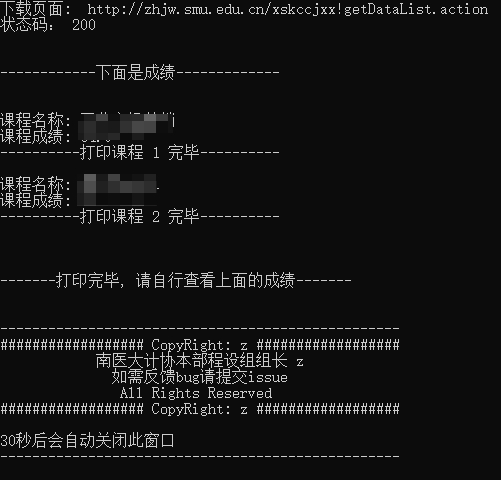 下载页面: http://zhjw.smu.edu.cn/xskccjxx!getDataList.action
状态码: 200
------------下面是成绩-------------
课程名称:
课程成绩:
----------打印课程 1 完毕----------
课程名称:
课程成绩:
----------打印课程 2 完毕----------
-------打印完毕, 请自行查看上面的成绩-------
--------------------------------------------------
################## CopyRight: z ##################
南医大计协本部程设组组长 z
如需反馈bug请提交issue
All Rights Reserved
################## CopyRight: z ##################
30秒后会自动关闭此窗口
--------------------------------------------------